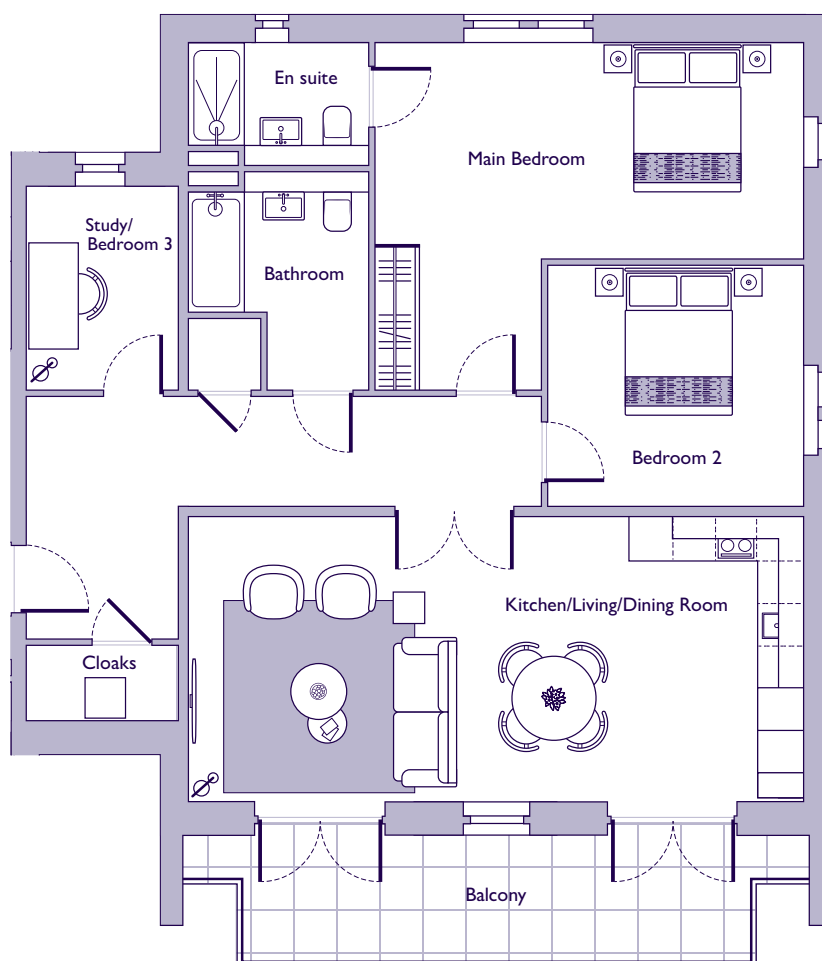 En suite
Main Bedroom
Study/
Bedroom 3
Bathroom
Bedroom 2
Kitchen/Living/Dining Room
Cloaks
Balcony